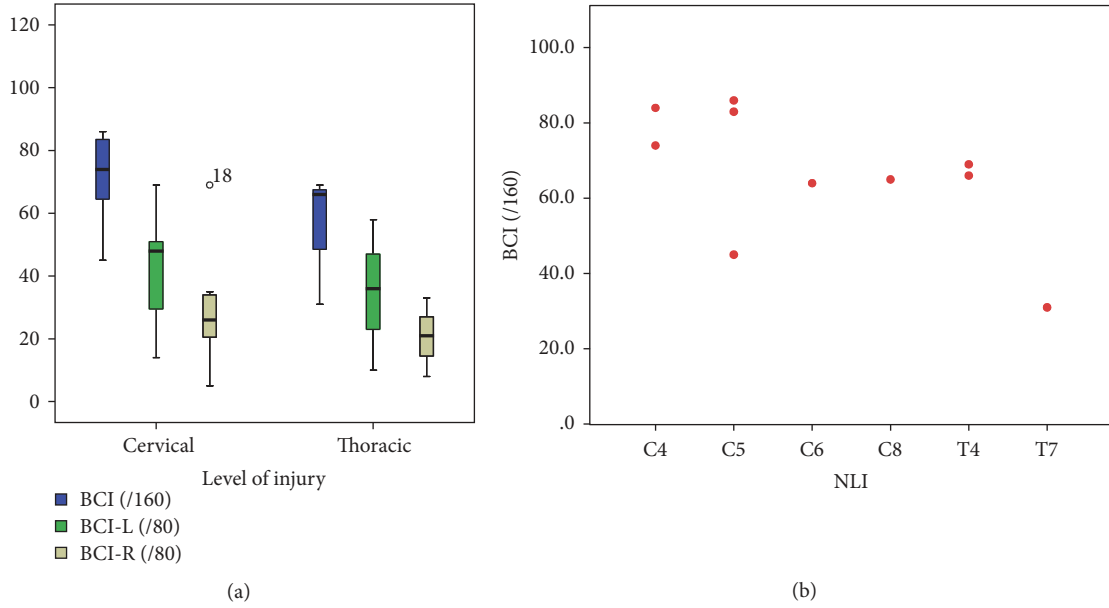 120
100
80
60
40
20
0
18
Cervical
Thoracic
Level of injury
BCI (/160)
BCI-L (/80)
BCI-R (/80)
(a)
BCI (/160)
100.0
80.0
60.0
40.0
20.0
.0
C4
C5
C6
C8
T4
T7
NLI
(b)